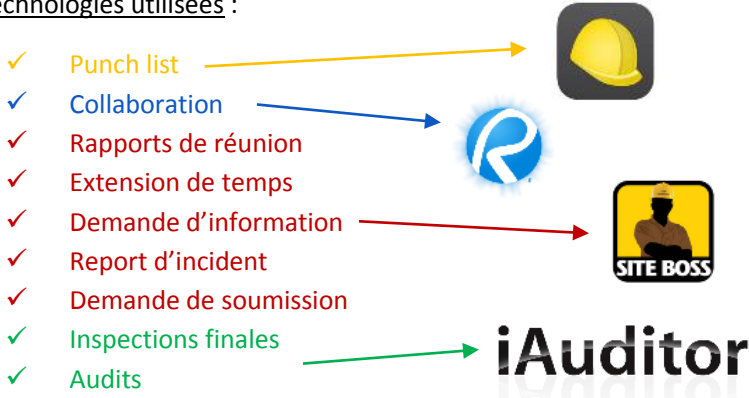 echnologies utilisées :
✓ Punch list
✓ Collaboration
✓ Rapports de réunion
✓ Extension de temps
✓ Demande d’information
✓ Report d’incident
✓ Demande de soumission
✓ Inspections finales
✓ Audits
R
SITE BOSS
iAuditor